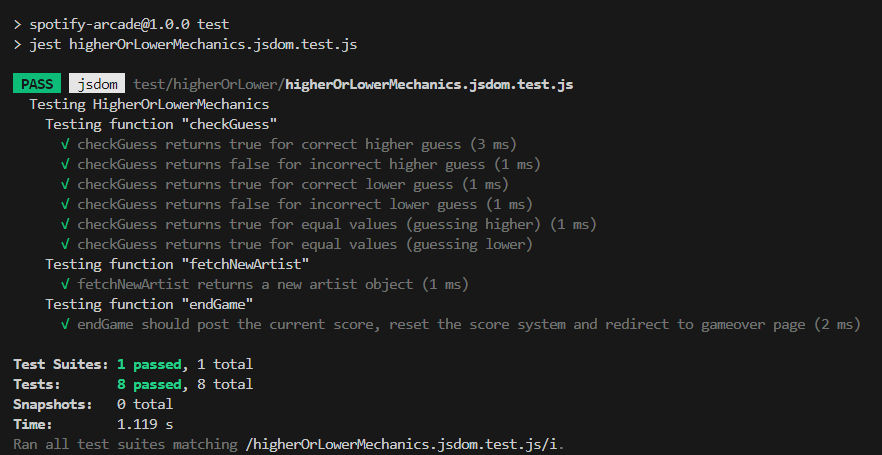 > spotify-arcade@1.0.0 test
> jest higherOrLowerMechanics.jsdom.test.js
PASS jsdom test/higherOrLower/higherOrLowerMechanics.jsdom.test.js
Testing HigherOrLowerMechanics
Testing function "checkGuess"
√ checkGuess returns true for correct higher guess (3 ms)
√ checkGuess returns false for incorrect higher guess (1 ms)
√ checkGuess returns true for correct lower guess (1 ms)
√ checkGuess returns false for incorrect lower guess (1 ms)
√ checkGuess returns true for equal values (guessing higher) (1 ms)
√ checkGuess returns true for equal values (guessing lower)
Testing function "fetchNewArtist"
√ fetchNewArtist returns a new artist object (1 ms)
Testing function "endGame"
√ endGame should post the current score, reset the score system and redirect to gameover page (2 ms)
Test Suites: 1 passed, 1 total
Tests: 8 passed, 8 total
Snapshots: 0 total
Time: 1.119 s
Ran all test suites matching /higherOrLowerMechanics.jsdom.test.js/i.